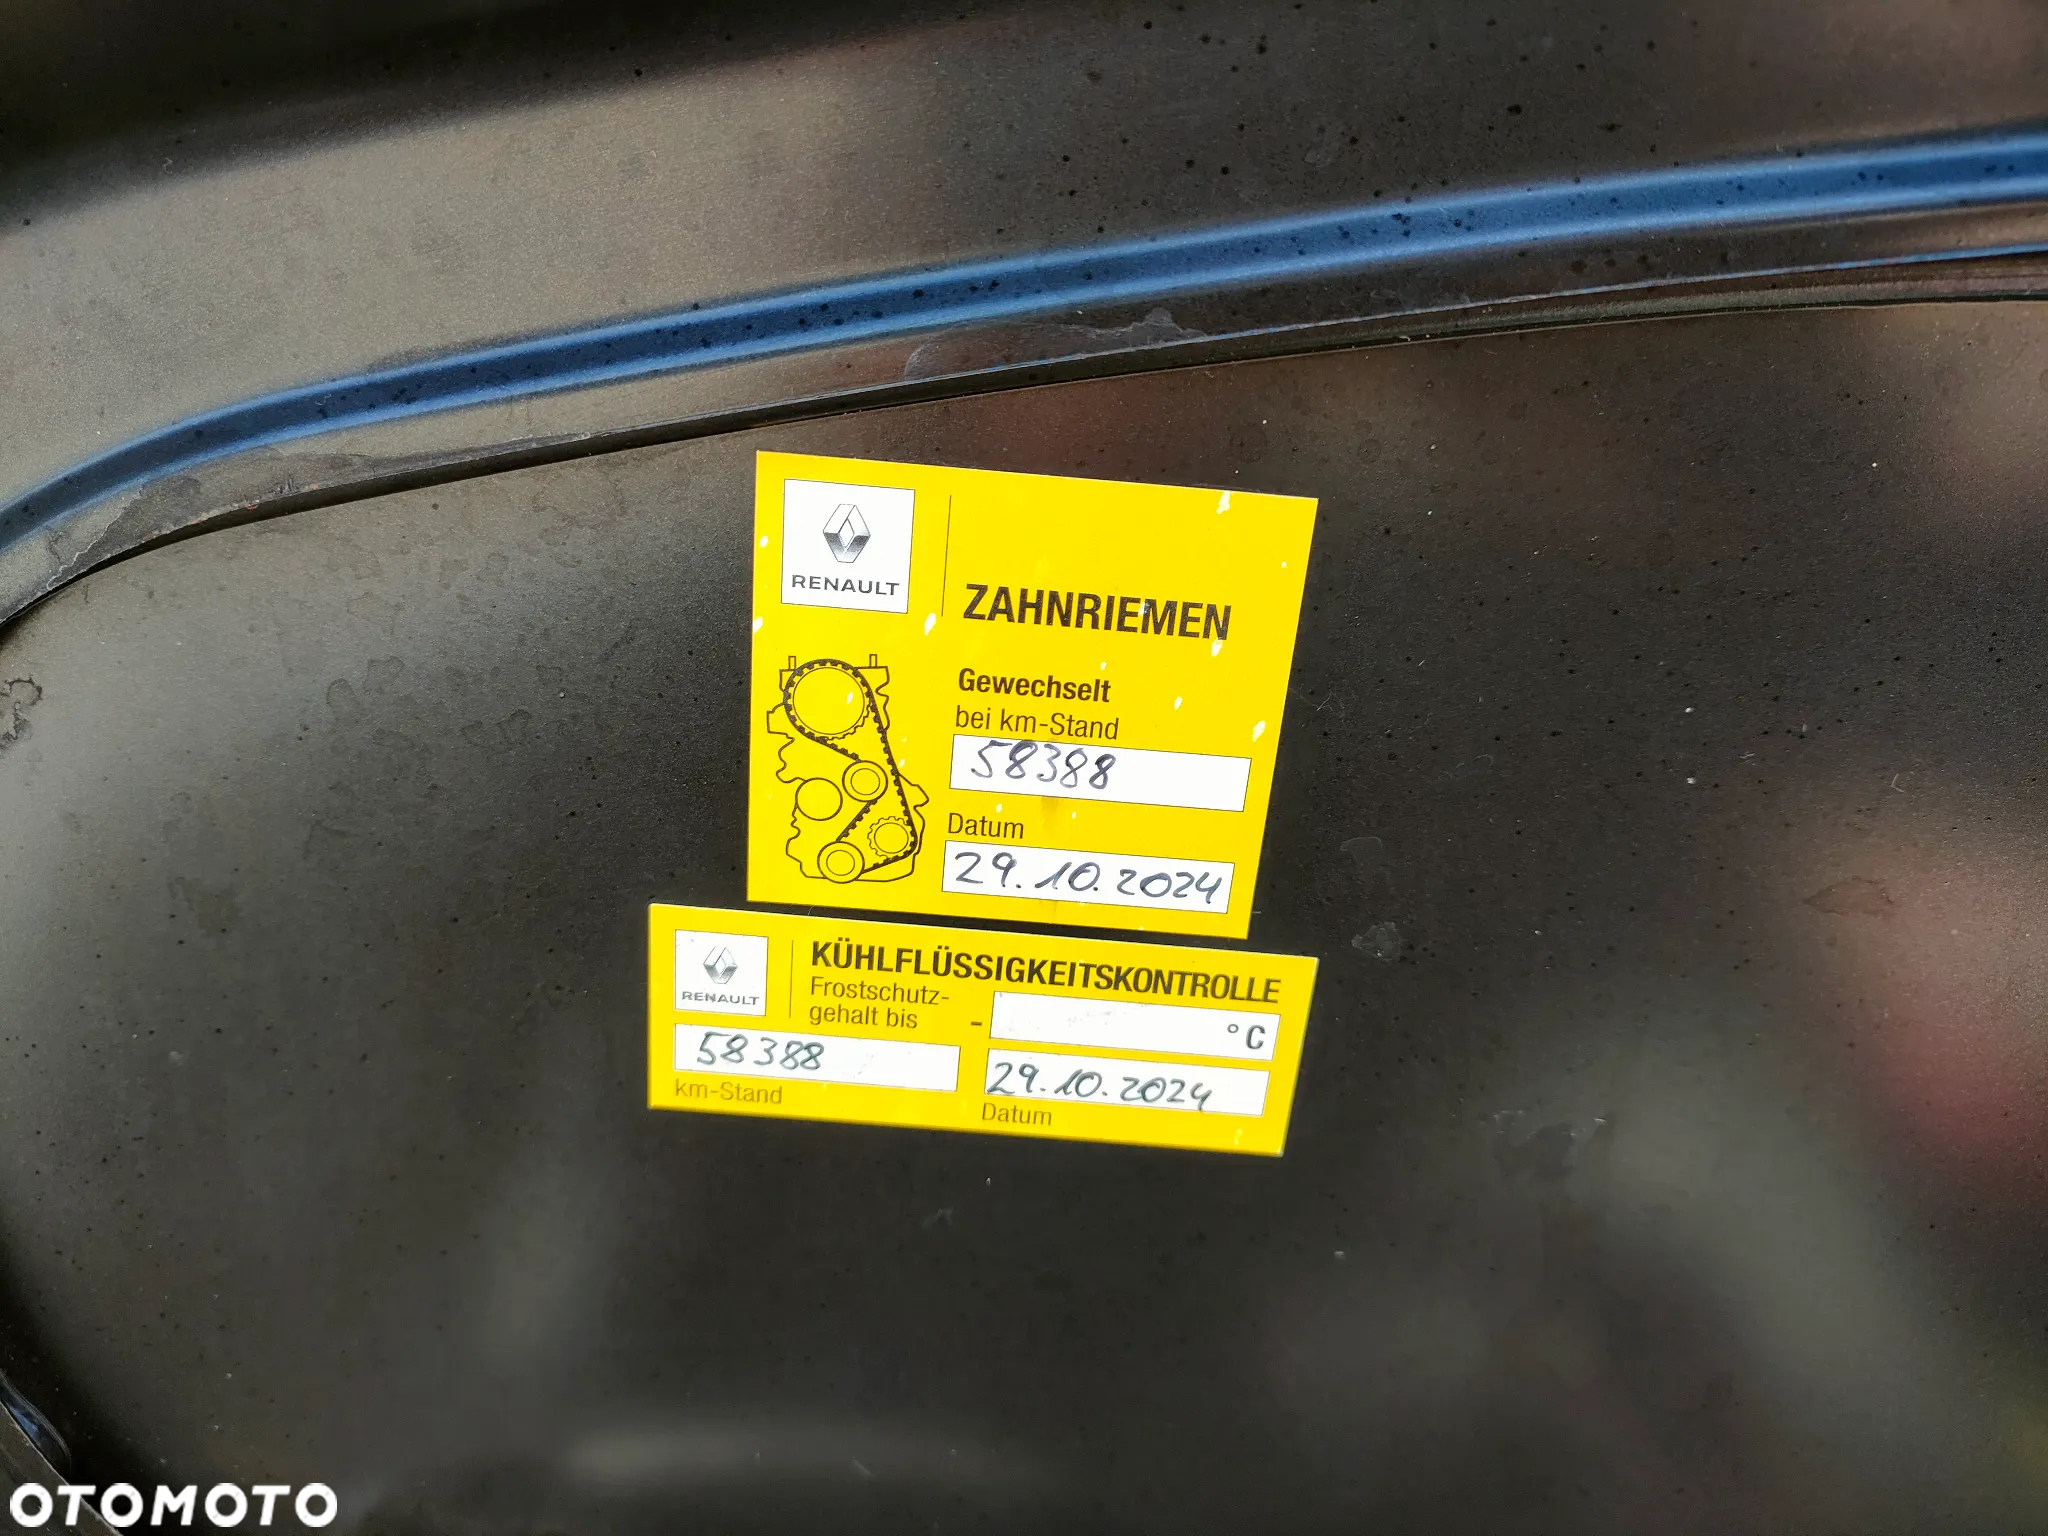 RENAULT
ZAHNRIEMEN
Gewechselt
bei km-Stand
58388
Datum
29.10.2024
RENAULT
KÜHLFLÜSSIGKEITSKONTROLLE
Frostschutz-
gehalt bis
- °C
58388
km-Stand
29.10.2024
Datum
OTOMOTO